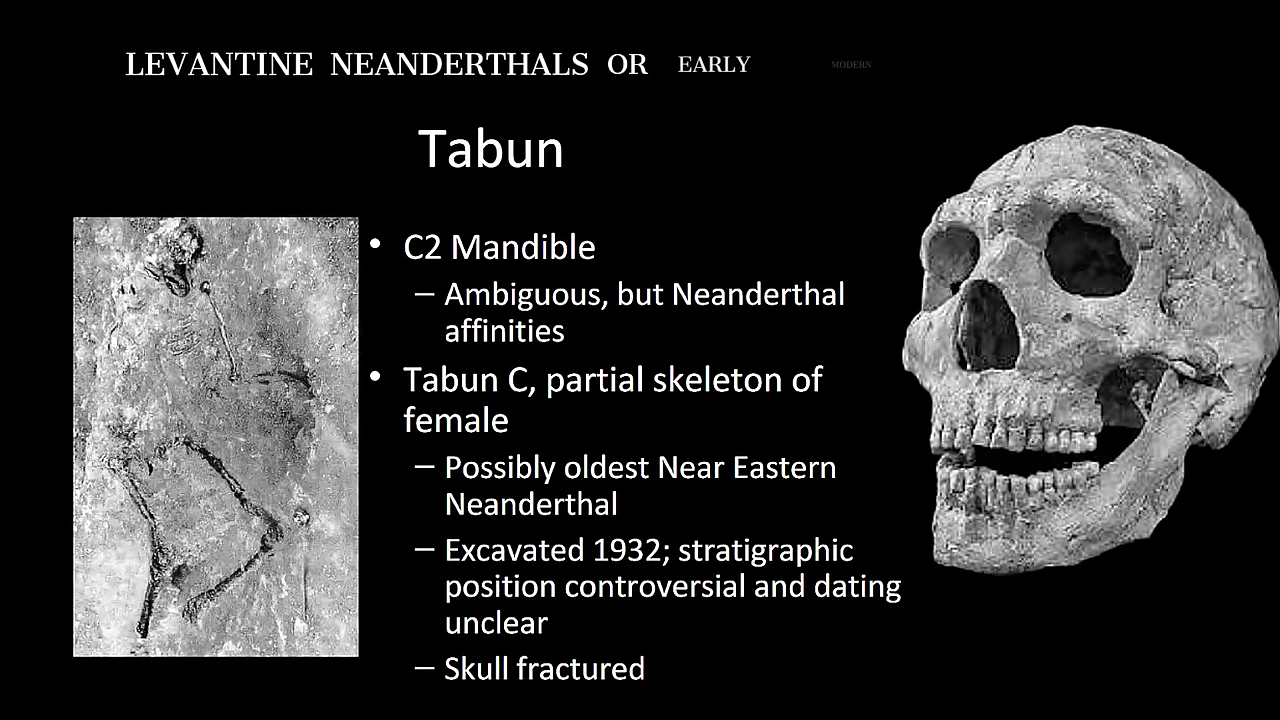 LEVANTINE NEANDERTHALS OR EARLY MODERN
Tabun
• C2 Mandible
– Ambiguous, but Neanderthal
affinities
• Tabun C, partial skeleton of
female
– Possibly oldest Near Eastern
Neanderthal
– Excavated 1932; stratigraphic
position controversial and dating
unclear
– Skull fractured